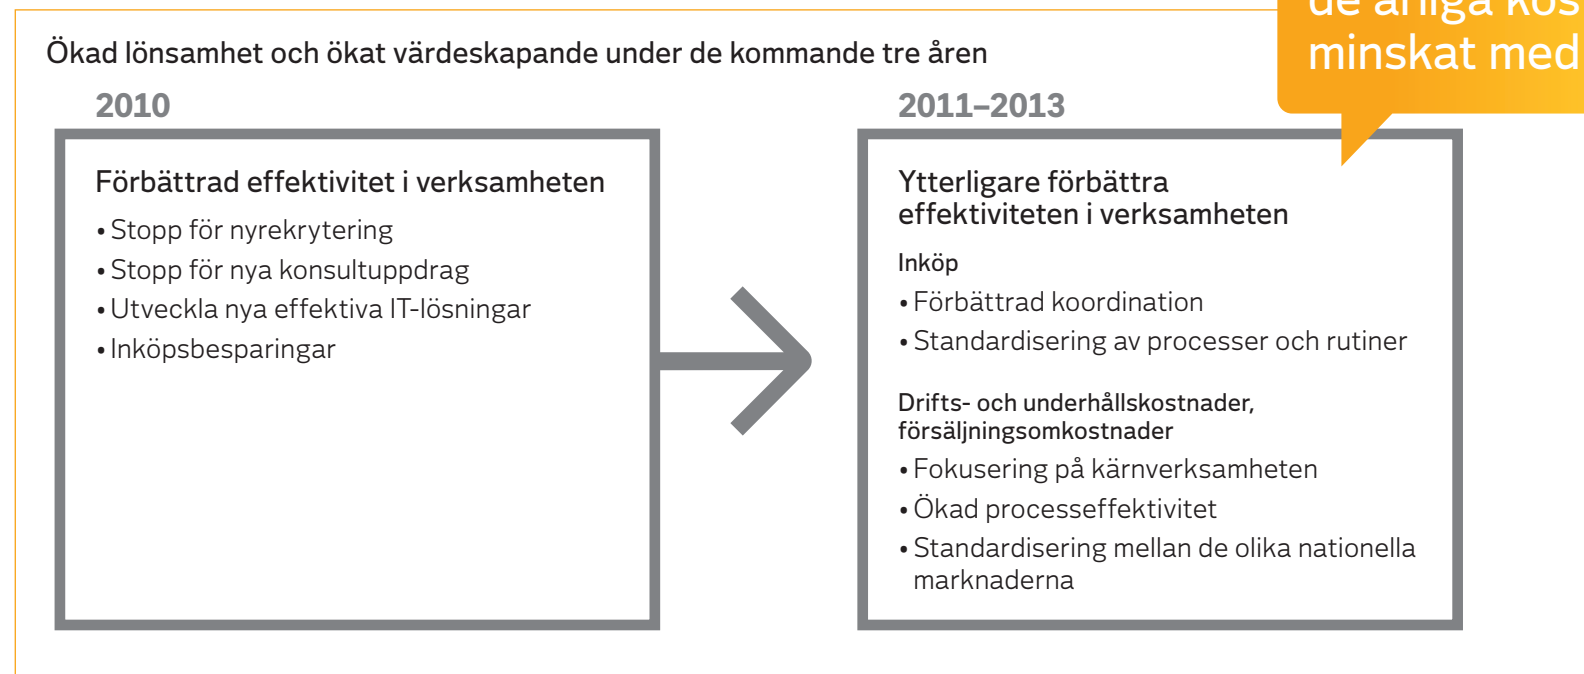 de årliga
minskat med
Ökad lönsamhet och ökat värdeskapande under de kommande tre åren
2010
Förbättrad effektivitet i verksamheten
• Stopp för nyrekrytering
• Stopp för nya konsultuppdrag
• Utveckla nya effektiva IT-lösningar
• Inköpsbesparingar
2011–2013
Ytterligare förbättra
effektiviteten i verksamheten
Inköp
• Förbättrad koordination
• Standardisering av processer och rutiner
Drifts- och underhållskostnader,
försäljningsomkostnader
• Fokusering på kärnverksamheten
• Ökad processeffektivitet
• Standardisering mellan de olika nationella
marknaderna